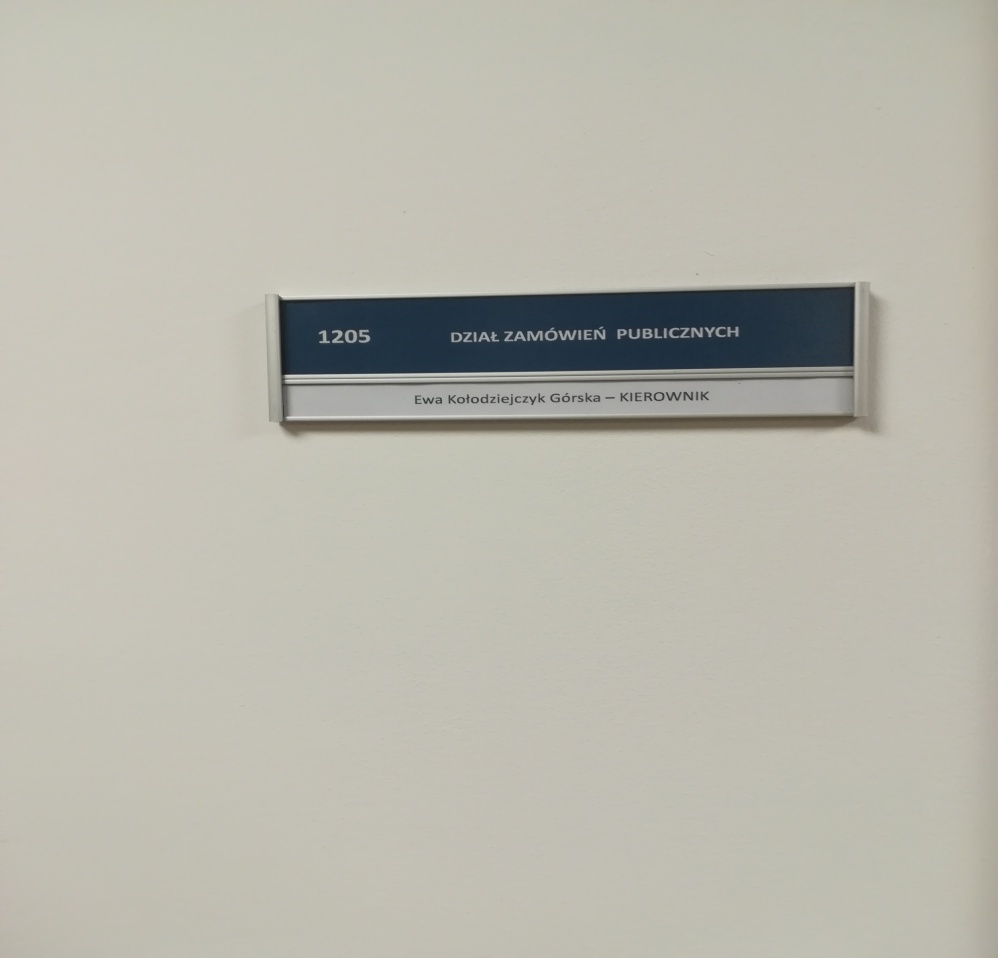 1205 DZIAŁ ZAMÓWIEŃ PUBLICZNYCH
Ewa Kołodziejczyk Górska – KIEROWNIK